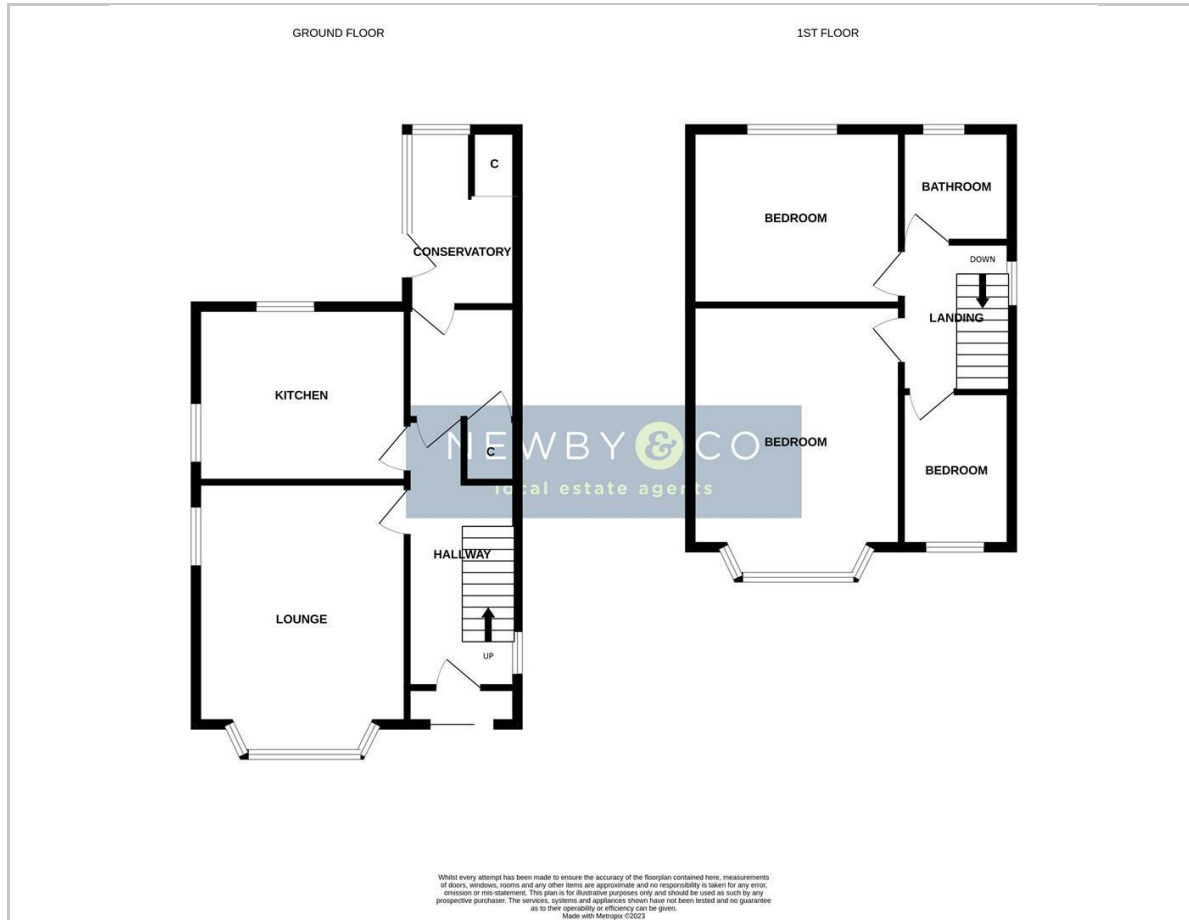 GROUND FLOOR
C
CONSERVATORY
KITCHEN
C
HALLWAY
LOUNGE
UP
1ST FLOOR
BATHROOM
BEDROOM
DOWN
LANDING
BEDROOM
BEDROOM
NEWBY & CO
local estate agents
Whilst every attempt has been made to ensure the accuracy of the floorplan contained here, measurements
of doors, windows, rooms and any other items are approximate and no responsibility is taken for any error,
omission or mis-statement. This plan is for illustrative purposes only and should be used as such by any
prospective purchaser. The services, systems and appliances shown have not been tested and no guarantee
as to their operability or efficiency can be given.
Made with Metropix ©2023